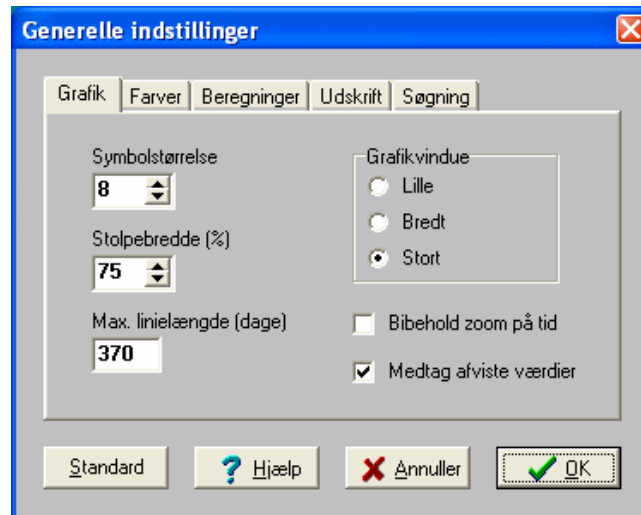 Generelle indstillinger
Grafik Farver Beregninger Udskrift Søgning
Symbolstørrelse
8
Stolpebredde (%)
75
Max. linielængde (dage)
370
Grafikvindue
Lille
Bredt
Stort
Bibehold zoom på tid
Medtag afviste værdier
Standard Hjælp Annuller OK